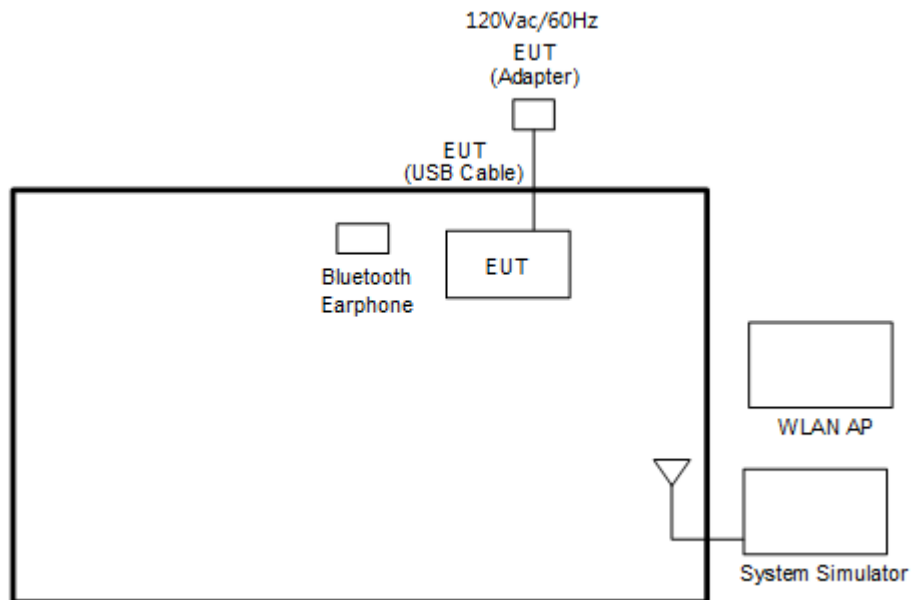 120Vac/60Hz
EUT
(Adapter)
EUT
(USB Cable)
EUT
Bluetooth
Earphone
WLAN AP
System Simulator